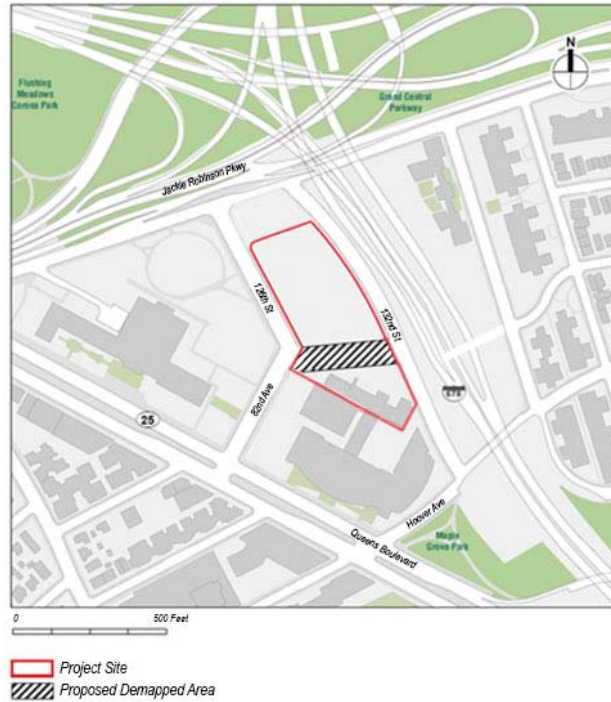 N
Flushing
Meadows
Corona Park
Grand Central
Parkway
Jackie Robinson Pkwy
126th St
132nd St
82nd Ave
678
25
Hoover Ave
Queens Boulevard
Maple
Grove Park
0
500 Feet
Project Site
Proposed Demapped Area